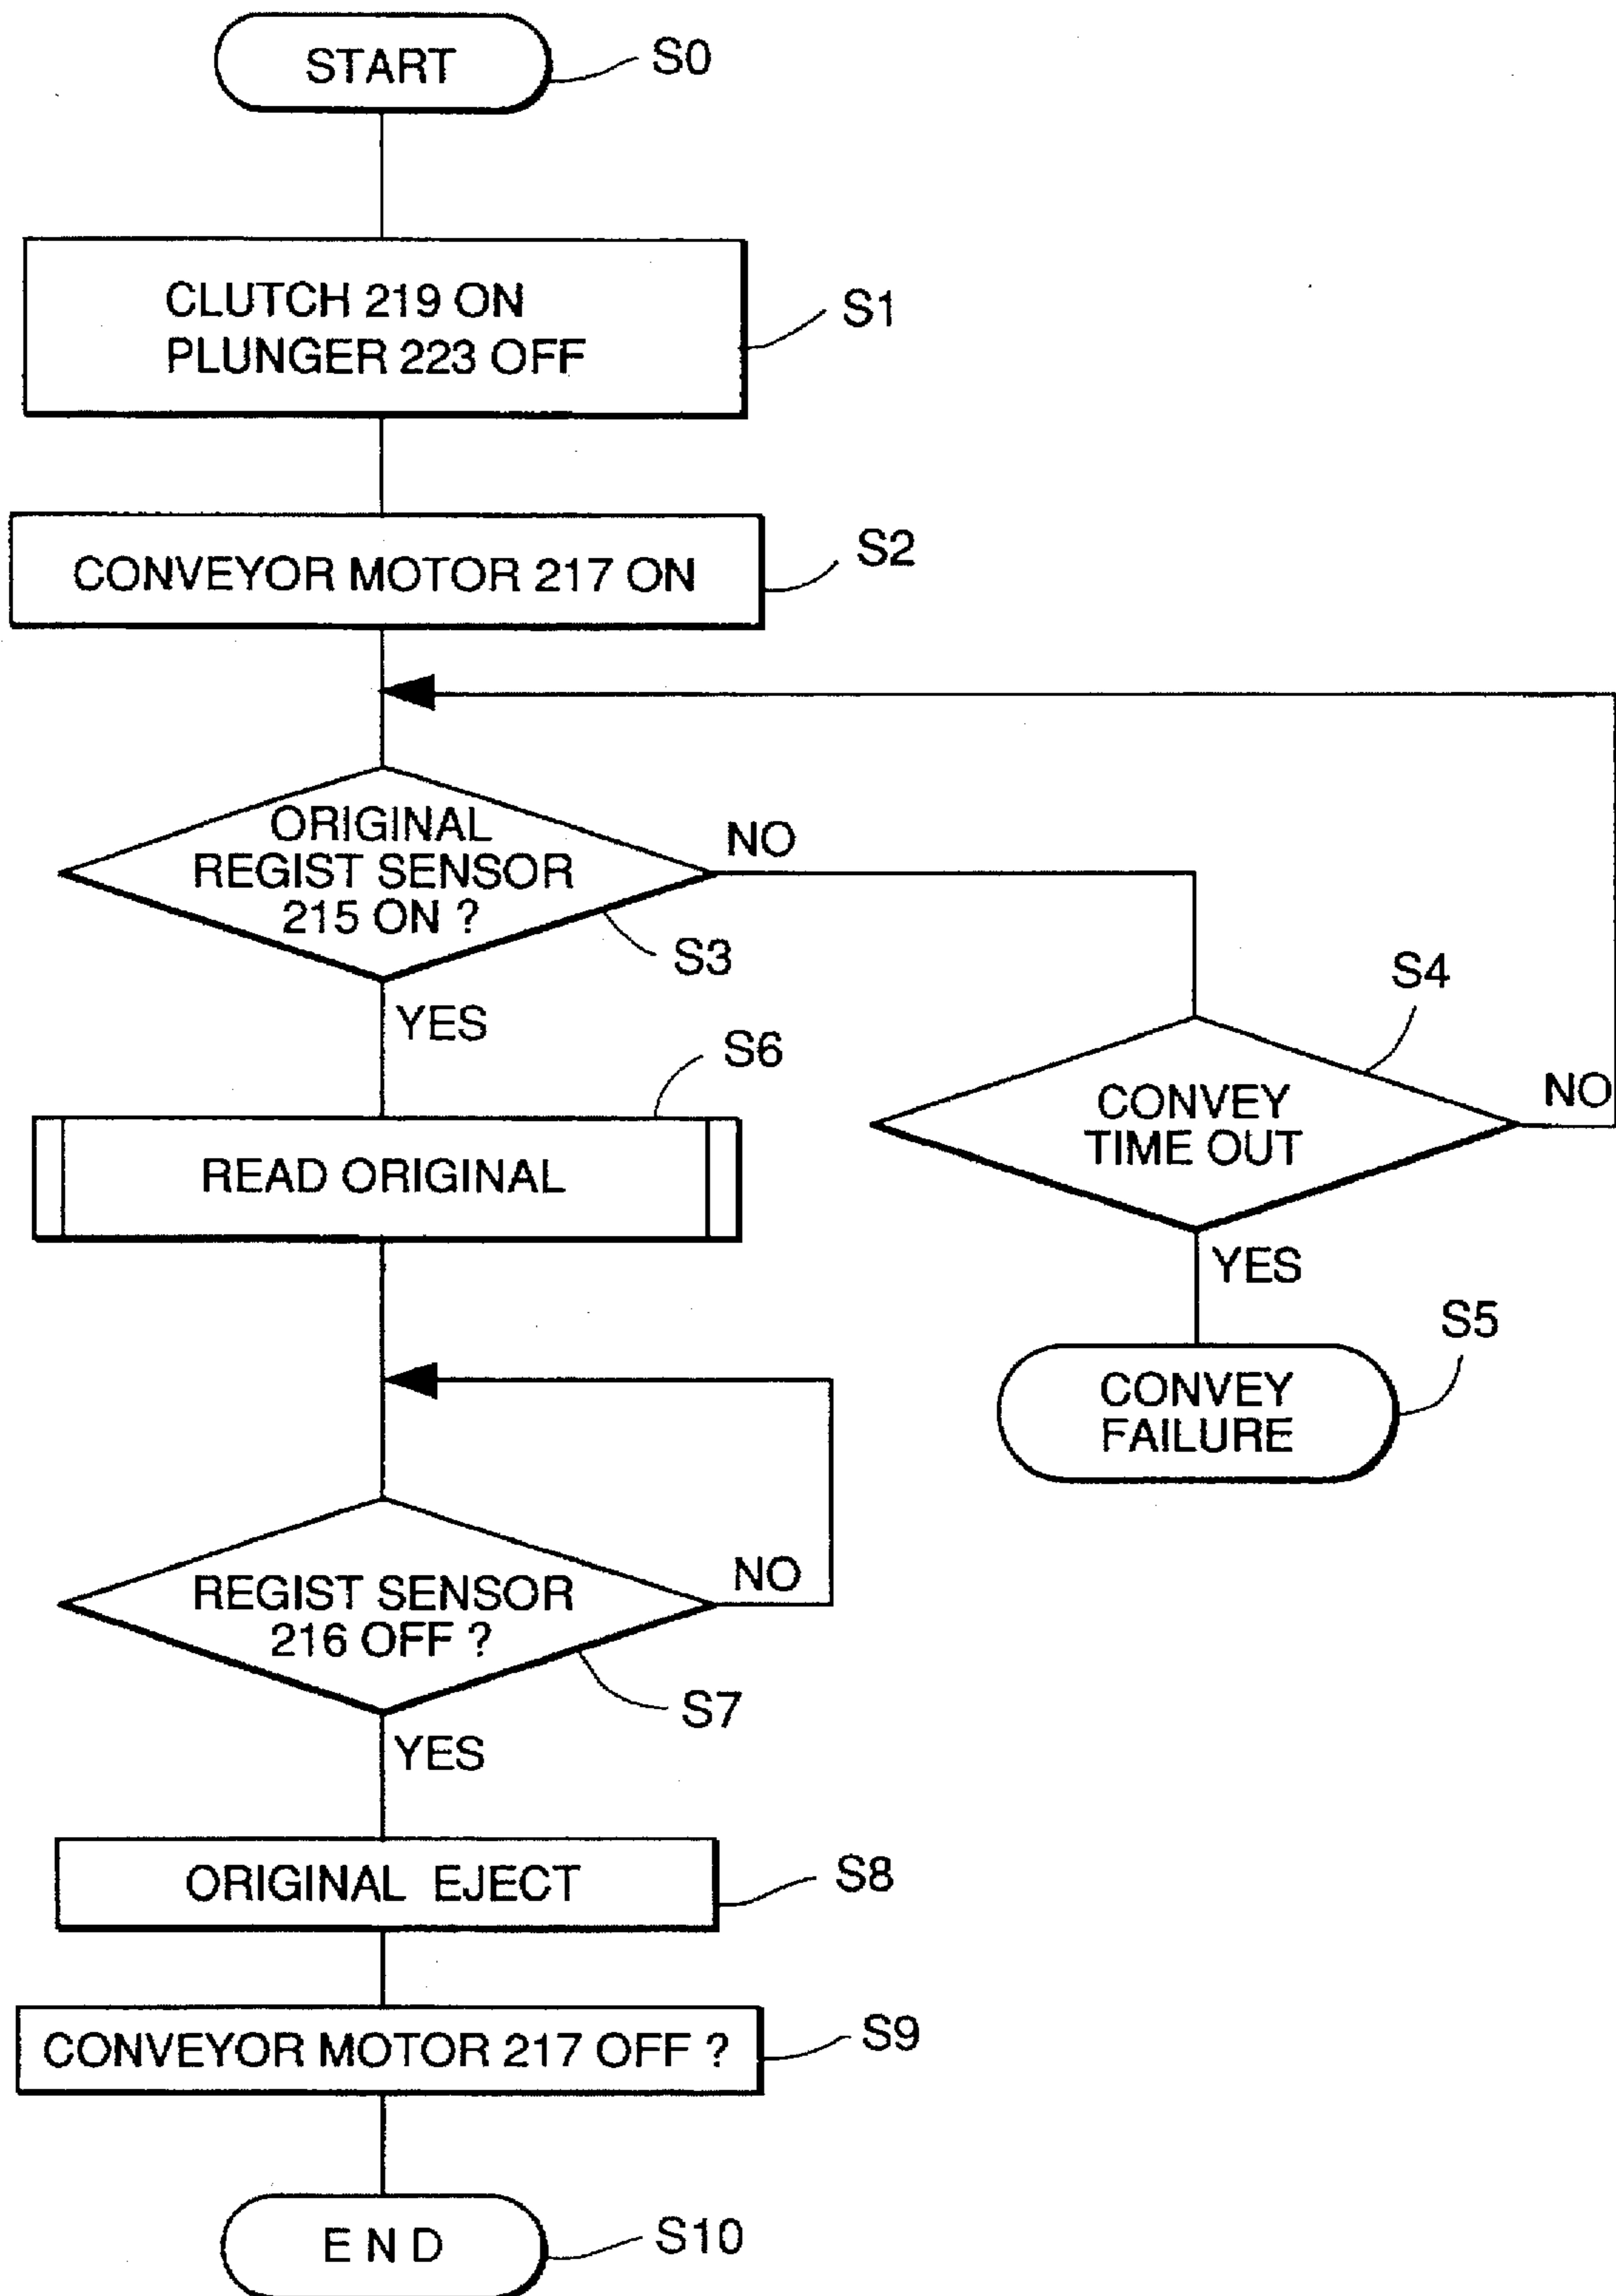 START
S0
CLUTCH 219 ON
PLUNGER 223 OFF
S1
CONVEYOR MOTOR 217 ON
S2
ORIGINAL
REGIST SENSOR
215 ON ?
NO
S3
YES
S4
CONVEY
TIME OUT
NO
YES
S5
CONVEY
FAILURE
S6
READ ORIGINAL
REGIST SENSOR
216 OFF ?
NO
S7
YES
ORIGINAL EJECT
S8
CONVEYOR MOTOR 217 OFF ?
S9
E N D
S10